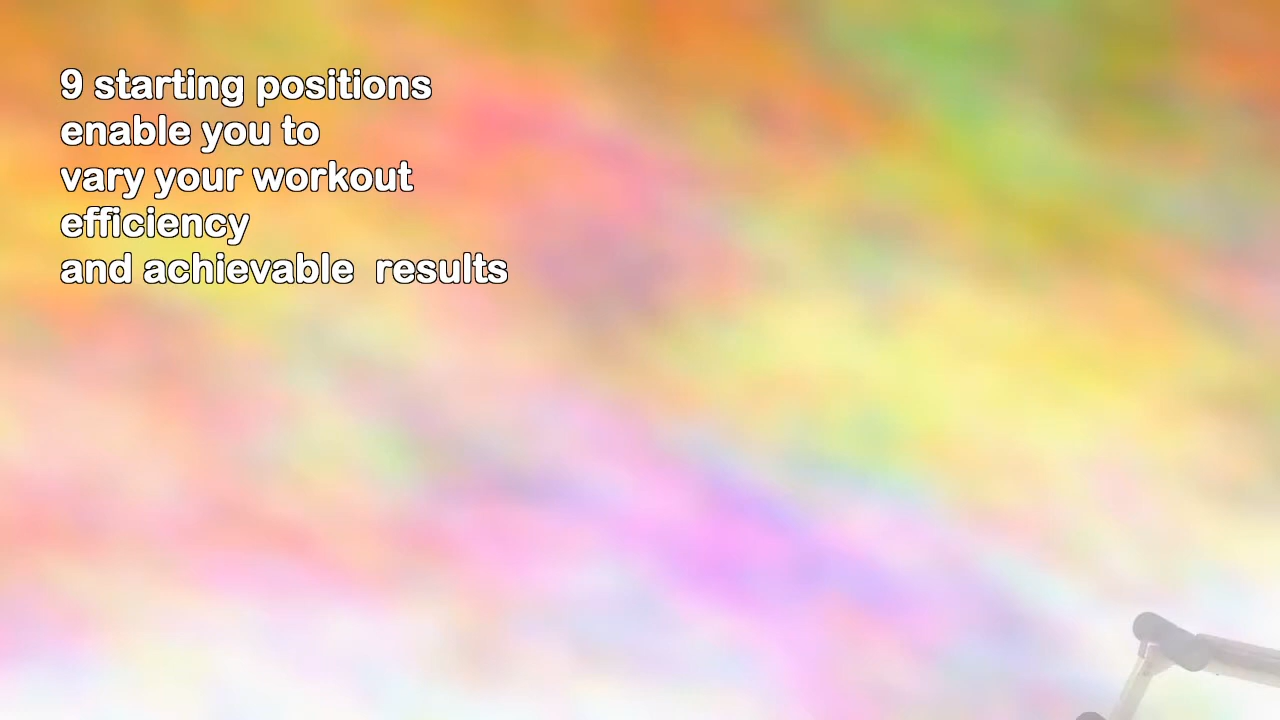 9 starting positions
enable you to
vary your workout
efficiency
and achievable  results